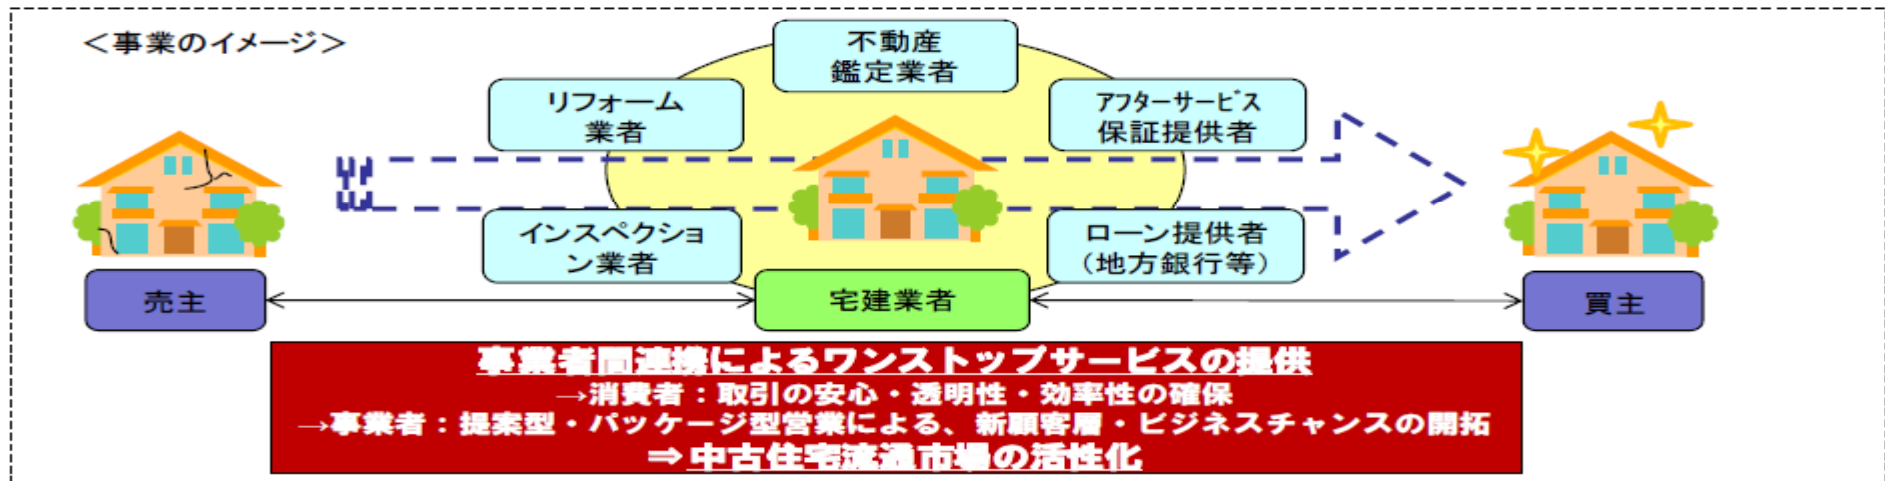 ＜事業のイメージ＞
不動産
鑑定業者
リフォーム
業者
アフターサービス
保証提供者
インスペクショ
ン業者
ローン提供者
（地方銀行等）
売主
宅建業者
買主
事業者間連携によるワンストップサービスの提供
→消費者：取引の安心・透明性・効率性の確保
→事業者：提案型・パッケージ型営業による、新顧客層・ビジネスチャンスの開拓
⇒中古住宅流通市場の活性化